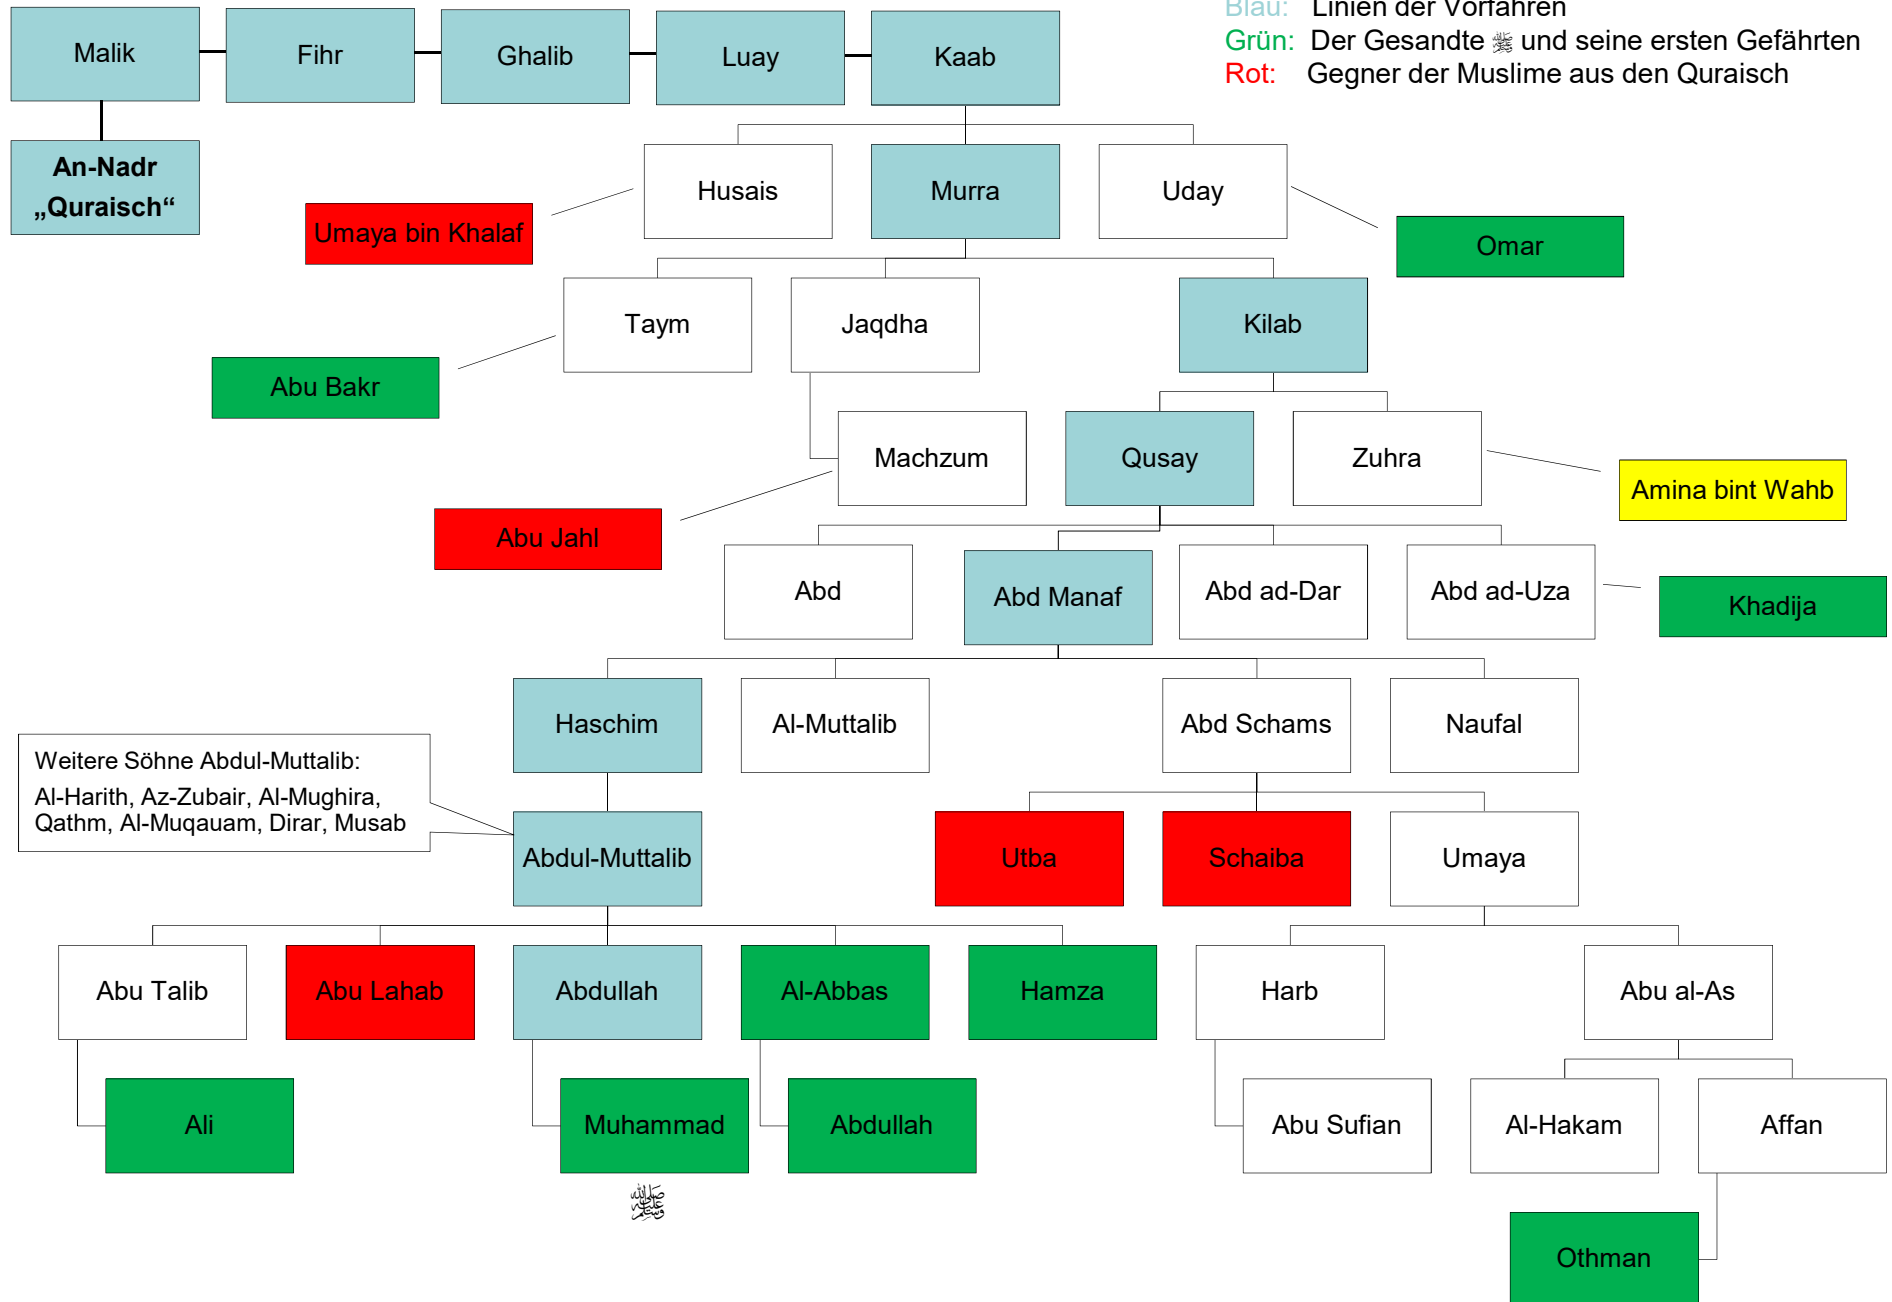 Blau: Linien der Vorfahren
Grün: Der Gesandte ﷺ und seine ersten Gefährten
Rot: Gegner der Muslime aus den Quraisch
Malik
Fihr
Ghalib
Luay
Kaab
An-Nadr
„Quraisch“
Husais
Murra
Uday
Umaya bin Khalaf
Omar
Taym
Jaqdha
Kilab
Abu Bakr
Machzum
Qusay
Zuhra
Amina bint Wahb
Abu Jahl
Abd
Abd Manaf
Abd ad-Dar
Abd ad-Uza
Khadija
Haschim
Al-Muttalib
Abd Schams
Naufal
Weitere Söhne Abdul-Muttalib:
Al-Harith, Az-Zubair, Al-Mughira,
Qathm, Al-Muqauam, Dirar, Musab
Abdul-Muttalib
Utba
Schaiba
Umaya
Abu Talib
Abu Lahab
Abdullah
Al-Abbas
Hamza
Harb
Abu al-As
Ali
Muhammad
Abdullah
Abu Sufian
Al-Hakam
Affan
ﷺ
Othman